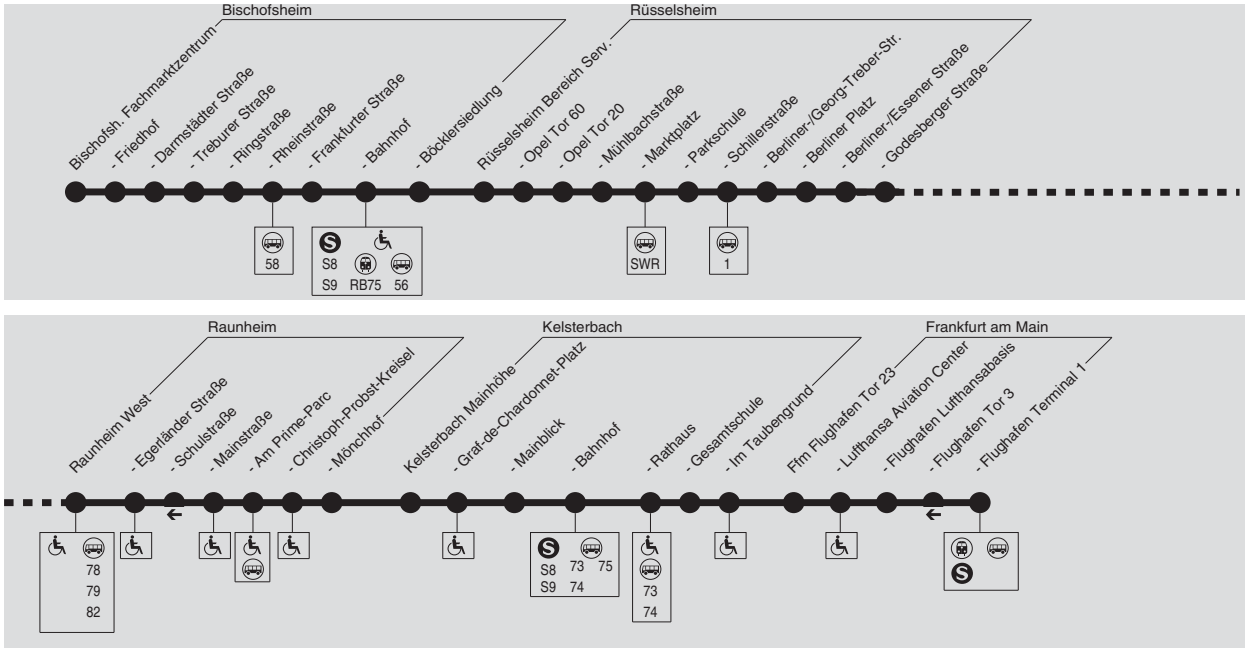 Bischofsheim
Rüsselsheim
Bischofsh. Fachmarktzentrum
- Friedhof
- Darmstädter Straße
- Treburer Straße
- Ringstraße
- Rheinstraße
- Frankfurter Straße
- Bahnhof
- Böcklersiedlung
Rüsselsheim Bereich Serv.
- Opel Tor 60
- Opel Tor 20
- Mühlbachstraße
- Marktplatz
- Parkschule
- Schillerstraße
- Berliner-/Georg-Treber-Str.
- Berliner Platz
- Berliner-/Essener Straße
- Godesberger Straße
58
S
S8
S9 RB75 56
SWR
1
Raunheim
Kelsterbach
Frankfurt am Main
Raunheim West
- Egerländer Straße
- Schulstraße
- Mainstraße
- Am Prime-Parc
- Christoph-Probst-Kreisel
- Mönchhof
Kelsterbach Mainhöhe
- Graf-de-Chardonnet-Platz
- Mainblick
- Bahnhof
- Rathaus
- Gesamtschule
- Im Taubengrund
Ffm Flughafen Tor 23
- Lufthansa Aviation Center
- Flughafen Lufthansabasis
- Flughafen Tor 3
- Flughafen Terminal 1
78
79
82
S
S8 73 75
S9 74
73
74
S